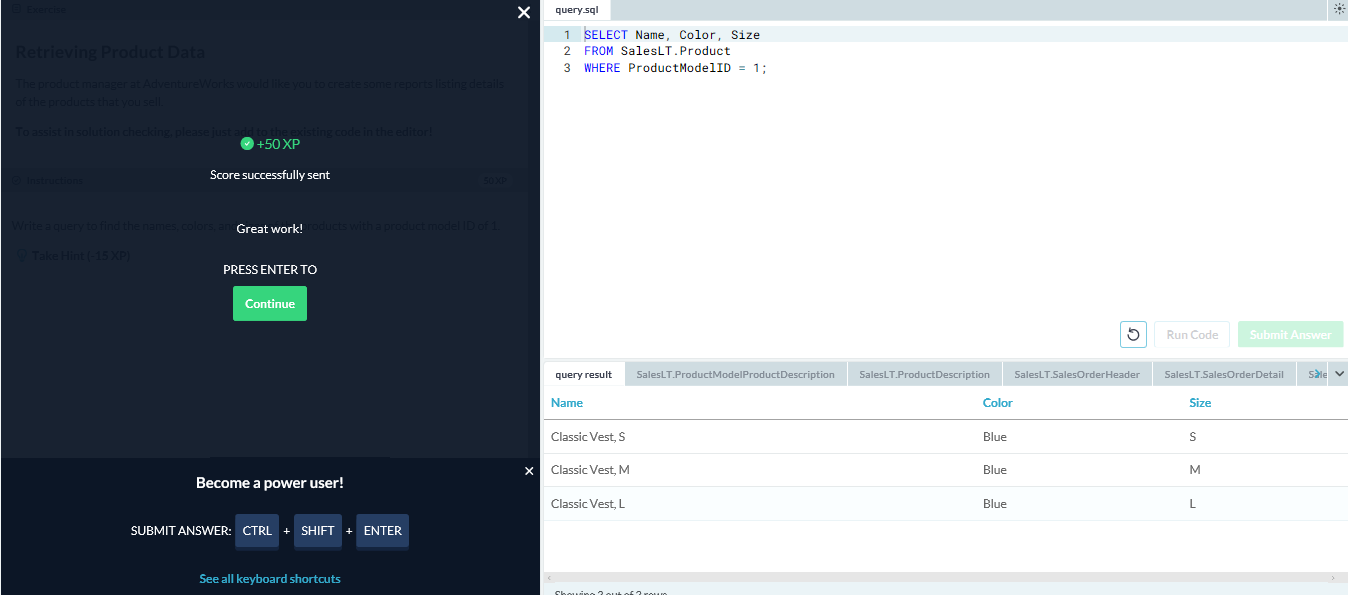 Exercise
Retrieving Product Data
The product manager at AdventureWorks would like you to create some reports listing details
of the products that you sell.
To assist in solution checking, please just add to the existing code in the editor!
+50 XP
Score successfully sent
Instructions
50 XP
Write a query to find the names, colors, and products with a product model ID of 1.
Great work!
Take Hint (-15 XP)
PRESS ENTER TO
Continue
Become a power user!
SUBMIT ANSWER: CTRL + SHIFT + ENTER
See all keyboard shortcuts
query.sql
1 SELECT Name, Color, Size
2 FROM SalesLT.Product
3 WHERE ProductModelID = 1;
Run Code
Submit Answer
query result
SalesLT.ProductModelProductDescription
SalesLT.ProductDescription
SalesLT.SalesOrderHeader
SalesLT.SalesOrderDetail
Name Color Size
Classic Vest, S Blue S
Classic Vest, M Blue M
Classic Vest, L Blue L
Showing 3 out of 3 rows